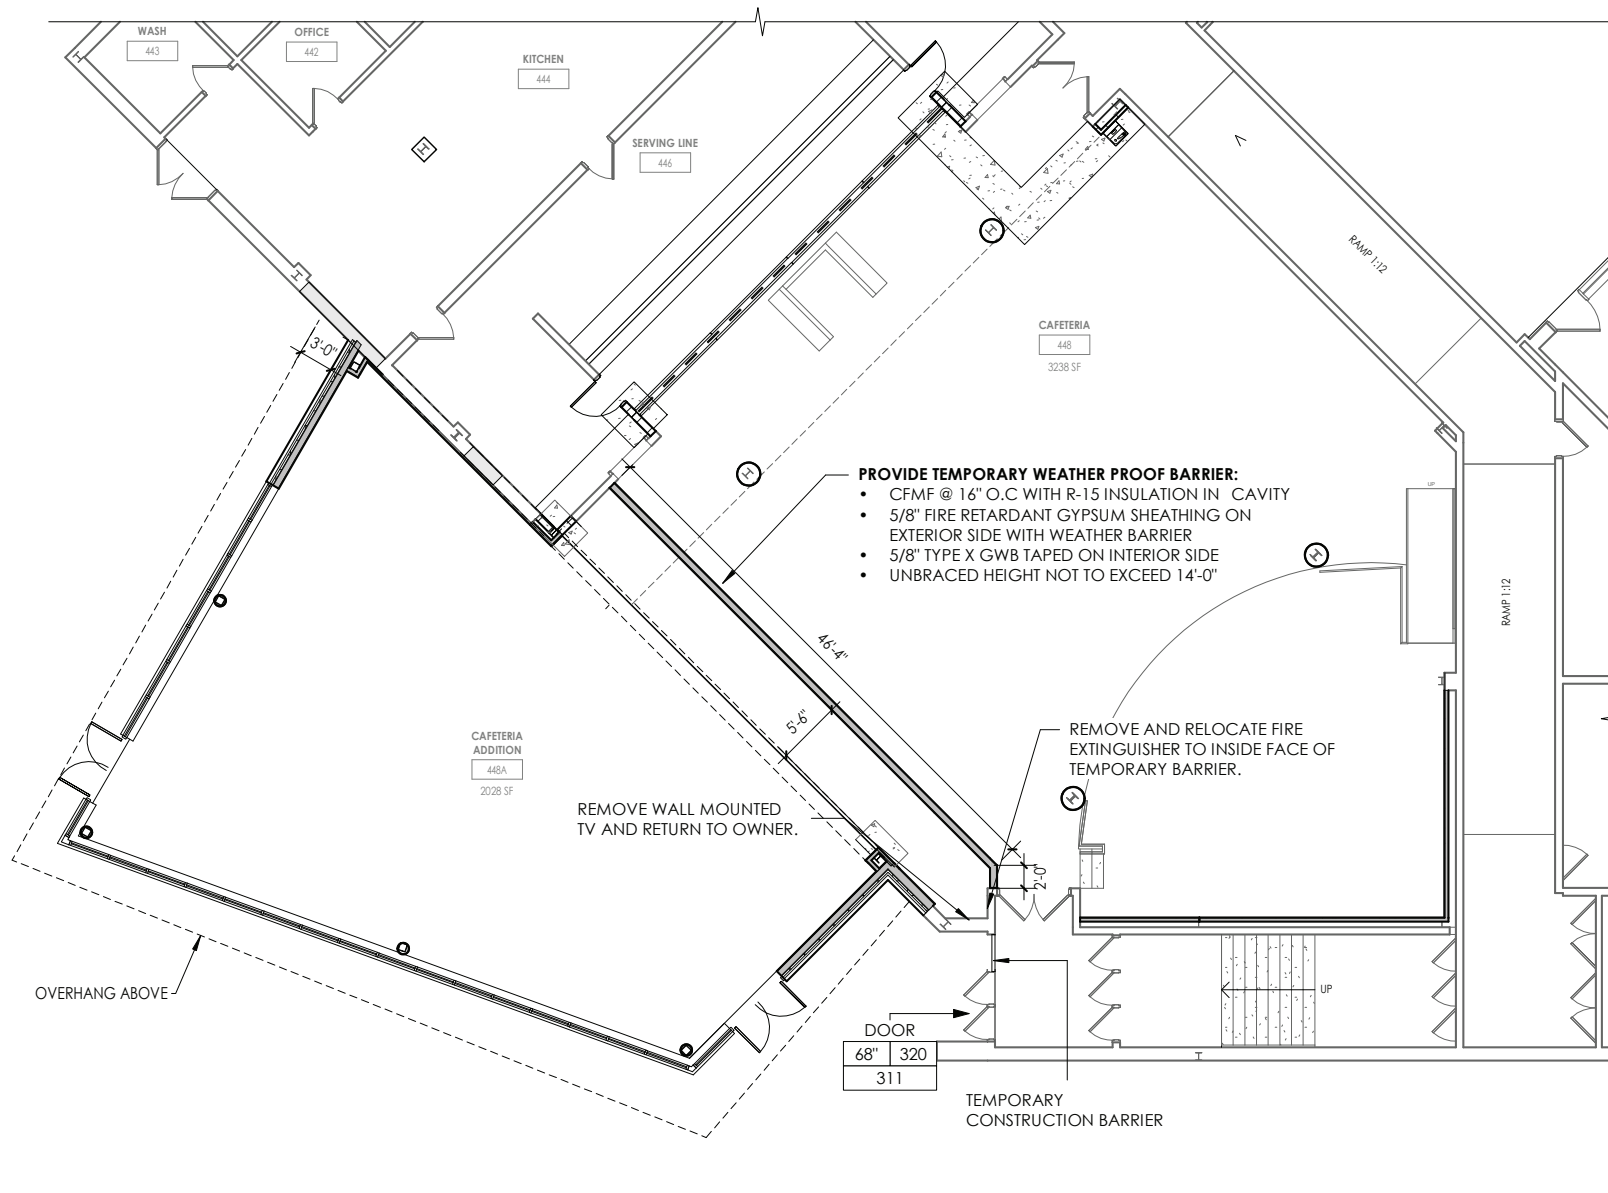 WASH
443
OFFICE
442
KITCHEN
444
SERVING LINE
446
RAMP 1:12
3'-0"
CAFETERIA
448
3238 SF
PROVIDE TEMPORARY WEATHER PROOF BARRIER:
• CFMF @ 16" O.C WITH R-15 INSULATION IN CAVITY
• 5/8" FIRE RETARDANT GYPSUM SHEATHING ON
EXTERIOR SIDE WITH WEATHER BARRIER
• 5/8" TYPE X GWB TAPED ON INTERIOR SIDE
• UNBRACED HEIGHT NOT TO EXCEED 14'-0"
UP
RAMP 1:12
46'-4"
5'-6"
REMOVE AND RELOCATE FIRE
EXTINGUISHER TO INSIDE FACE OF
TEMPORARY BARRIER.
CAFETERIA
ADDITION
448A
2028 SF
REMOVE WALL MOUNTED
TV AND RETURN TO OWNER.
2'-0"
OVERHANG ABOVE
UP
DOOR
68" 320
311
TEMPORARY
CONSTRUCTION BARRIER